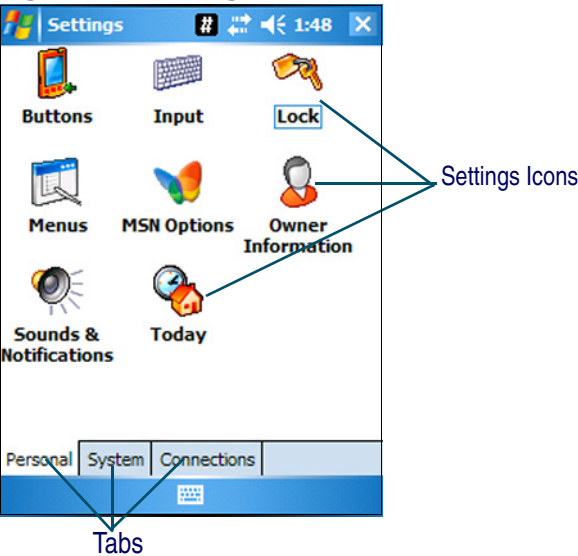 Settings # 1:48
Buttons Input Lock
Settings Icons
Menus MSN Options Owner Information
Sounds & Notifications Today
Personal System Connections
Tabs